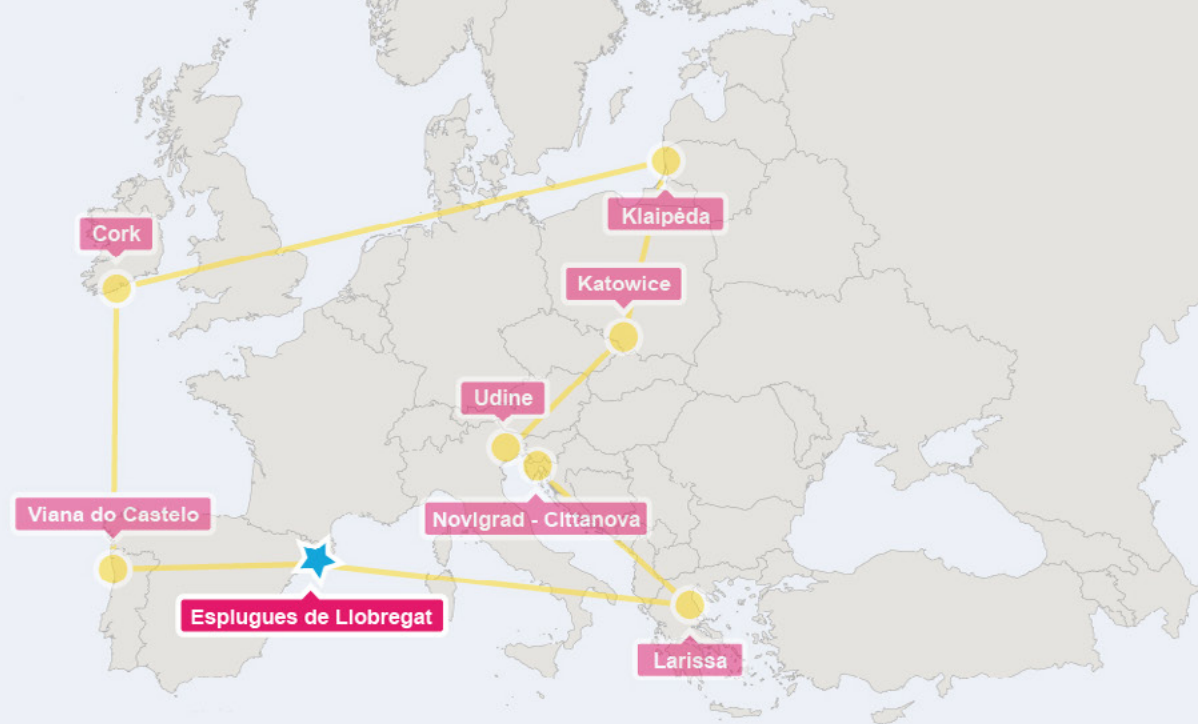 Klaipėda
Cork
Katowice
Udine
Viana do Castelo
Novigrad - Cittanova
Esplugues de Llobregat
Larissa